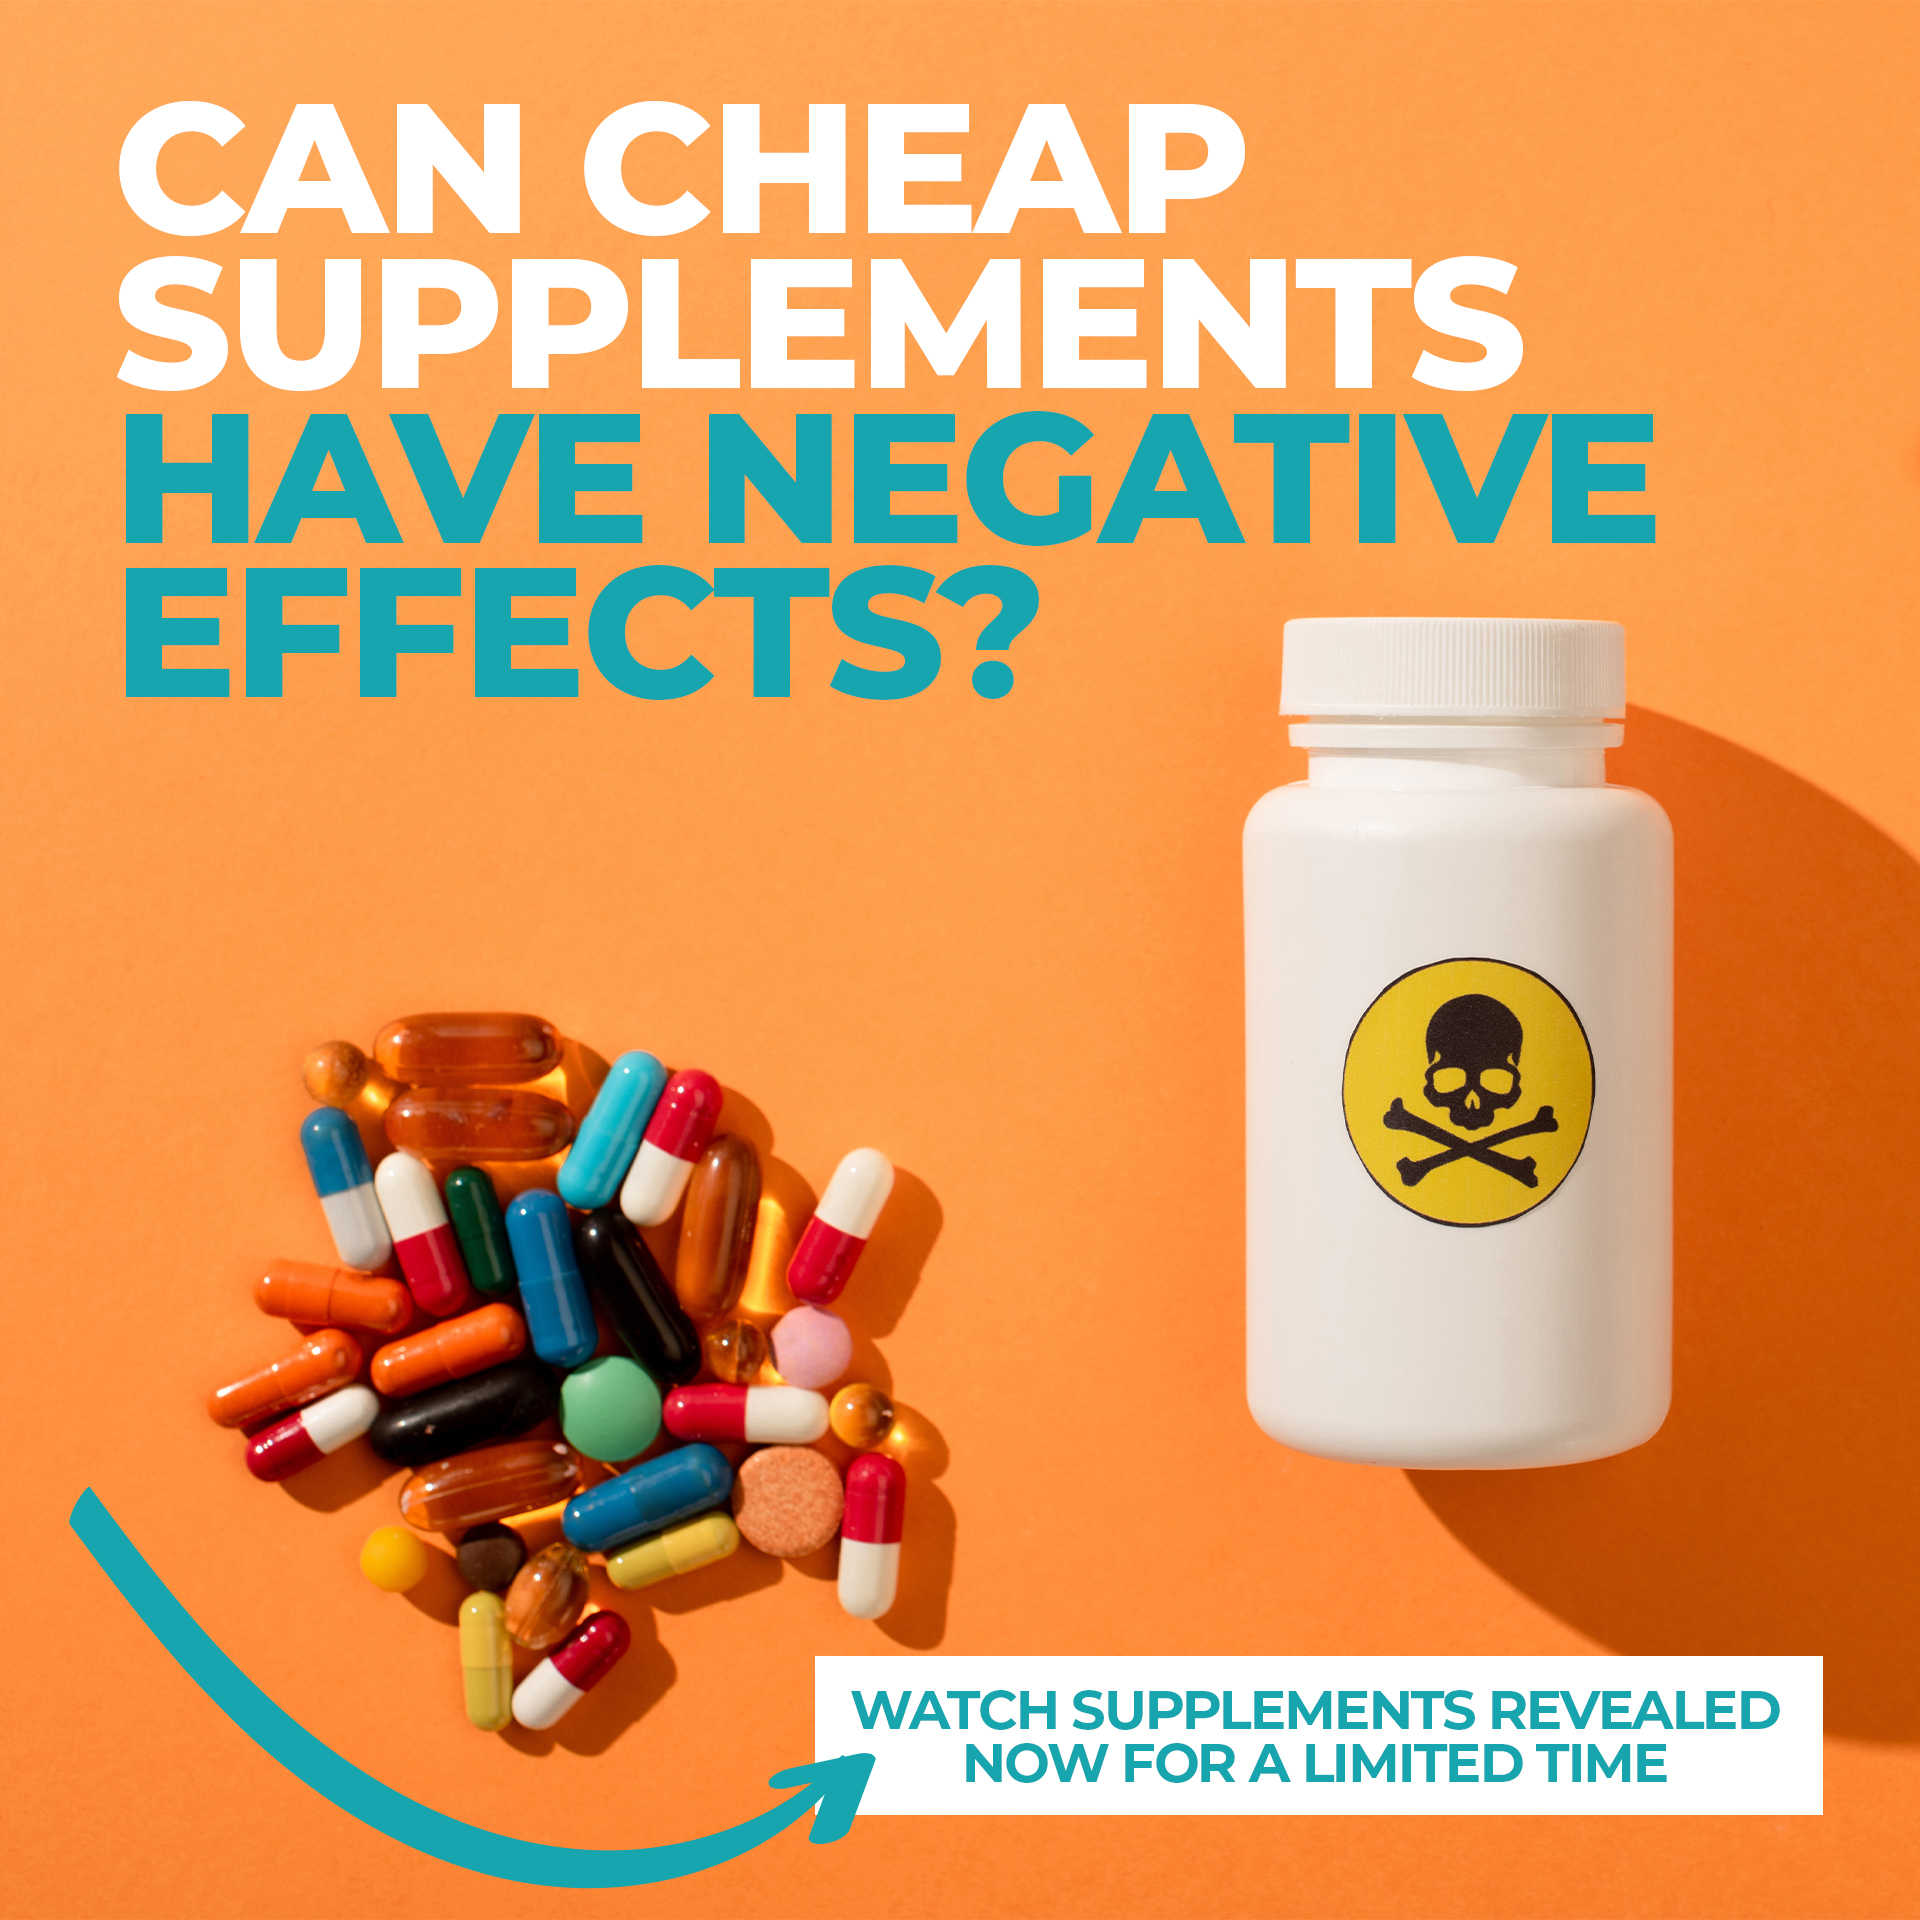 CAN CHEAP
SUPPLEMENTS
HAVE NEGATIVE
EFFECTS?
WATCH SUPPLEMENTS REVEALED
NOW FOR A LIMITED TIME